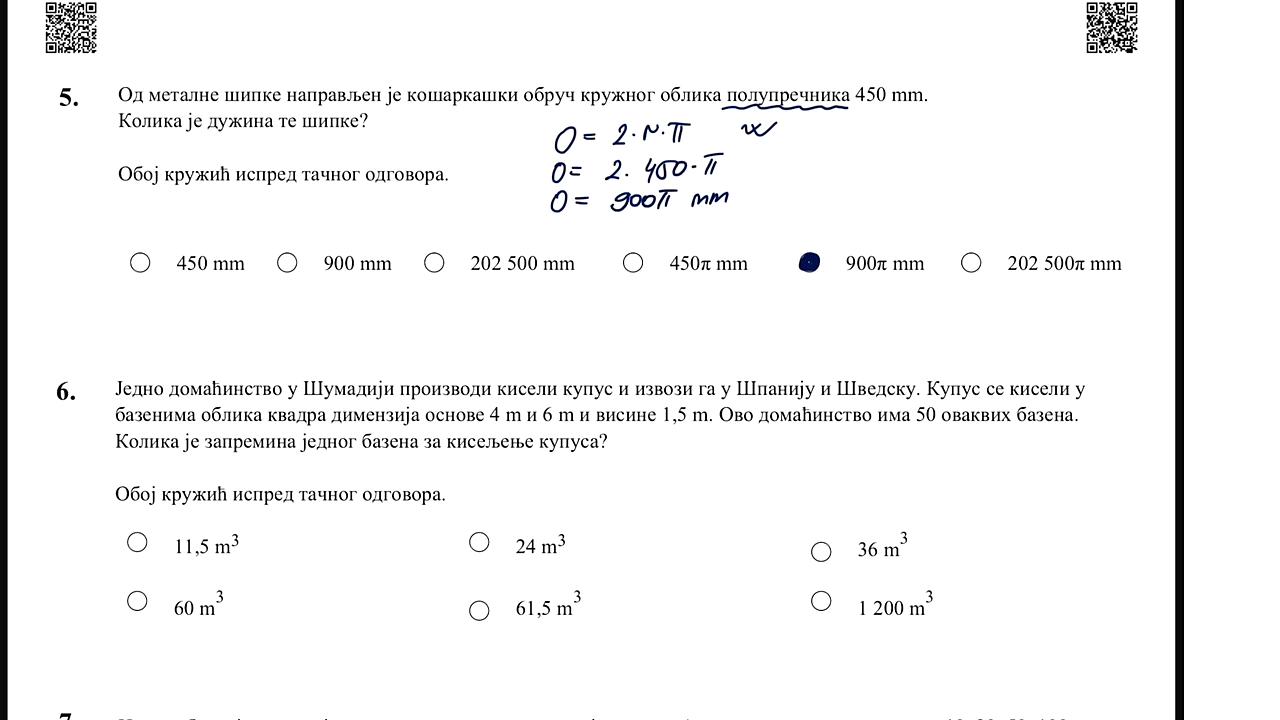 5.
Од металне шипке направљен је кошаркашки обруч кружног облика полупречника 450 mm.
Колика је дужина те шипке?
O = 2·r·π r
O = 2·450·π
Обој кружић испред тачног одговора.
O = 900π mm
450 mm 900 mm 202 500 mm 450π mm 900π mm 202 500π mm
6.
Једно домаћинство у Шумадији производи кисели купус и извози га у Шпанију и Шведску. Купус се кисели у
базенима облика квадра димензија основе 4 m и 6 m и висине 1,5 m. Ово домаћинство има 50 оваквих базена.
Колика је запремина једног базена за кисељење купуса?
Обој кружић испред тачног одговора.
11,5 m³ 24 m³ 36 m³
60 m³ 61,5 m³ 1 200 m³